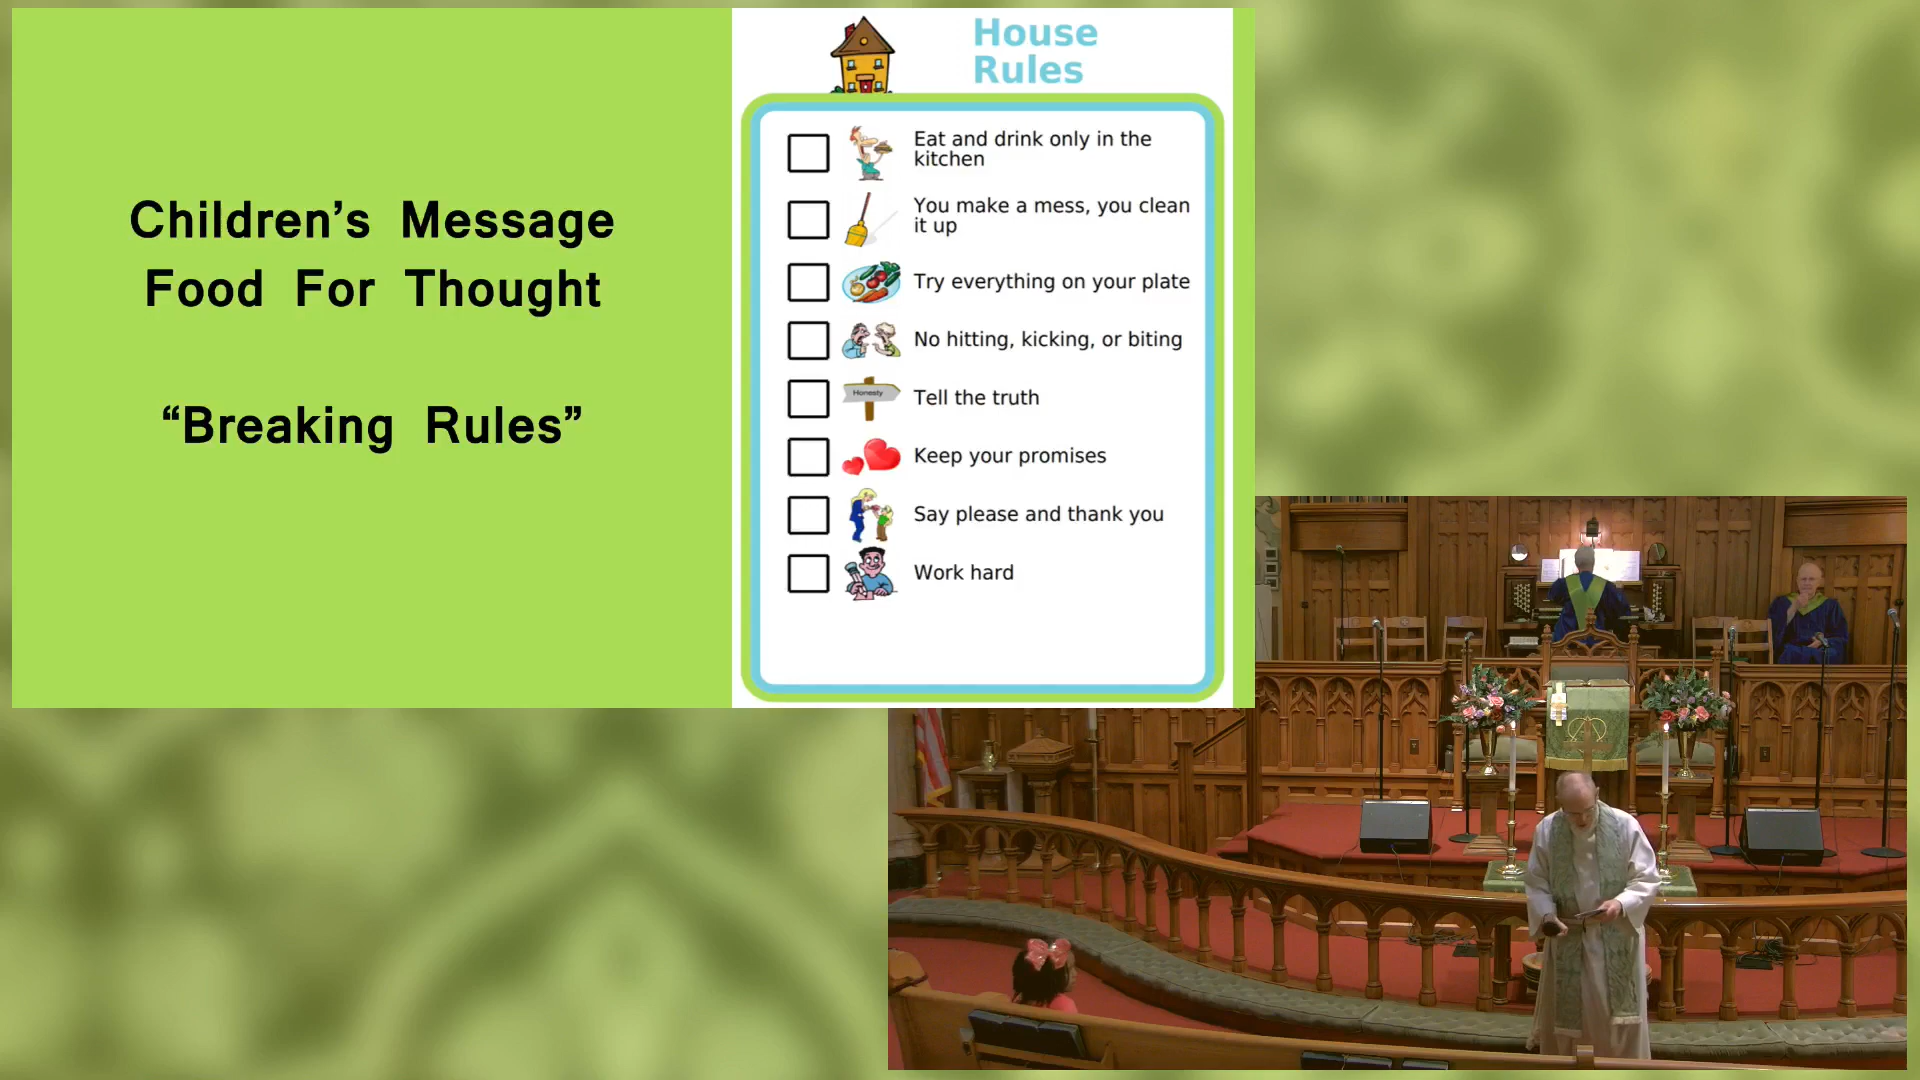 Children’s Message
Food For Thought
“Breaking Rules”
House
Rules
Eat and drink only in the
kitchen
You make a mess, you clean
it up
Try everything on your plate
No hitting, kicking, or biting
Honesty
Tell the truth
Keep your promises
Say please and thank you
Work hard